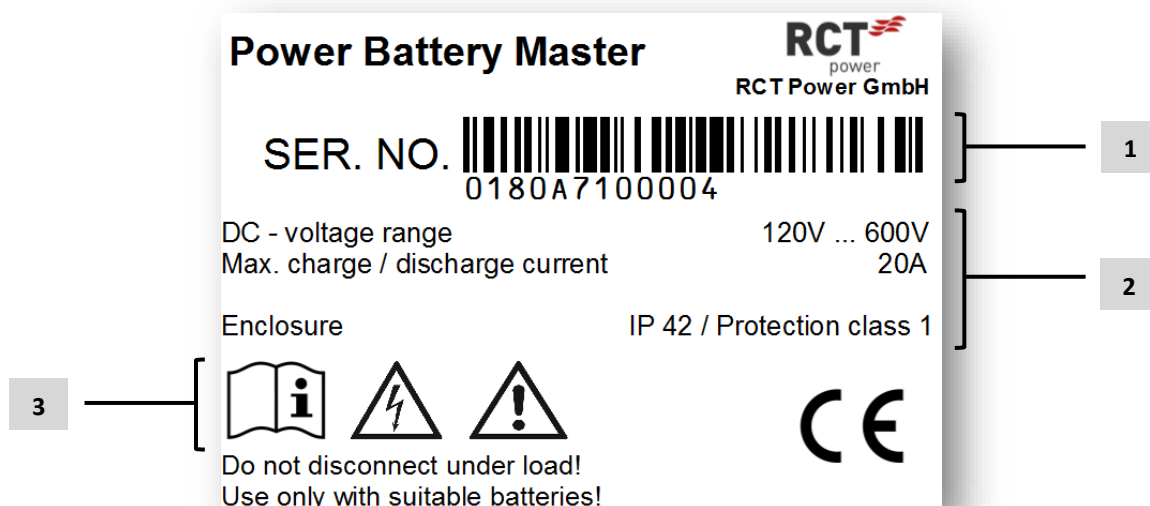 Power Battery Master
RCT
power
RCT Power GmbH
SER. NO.
0180A7100004
1
DC - voltage range 120V ... 600V
Max. charge / discharge current 20A
2
Enclosure IP 42 / Protection class 1
3
i
CE
Do not disconnect under load!
Use only with suitable batteries!